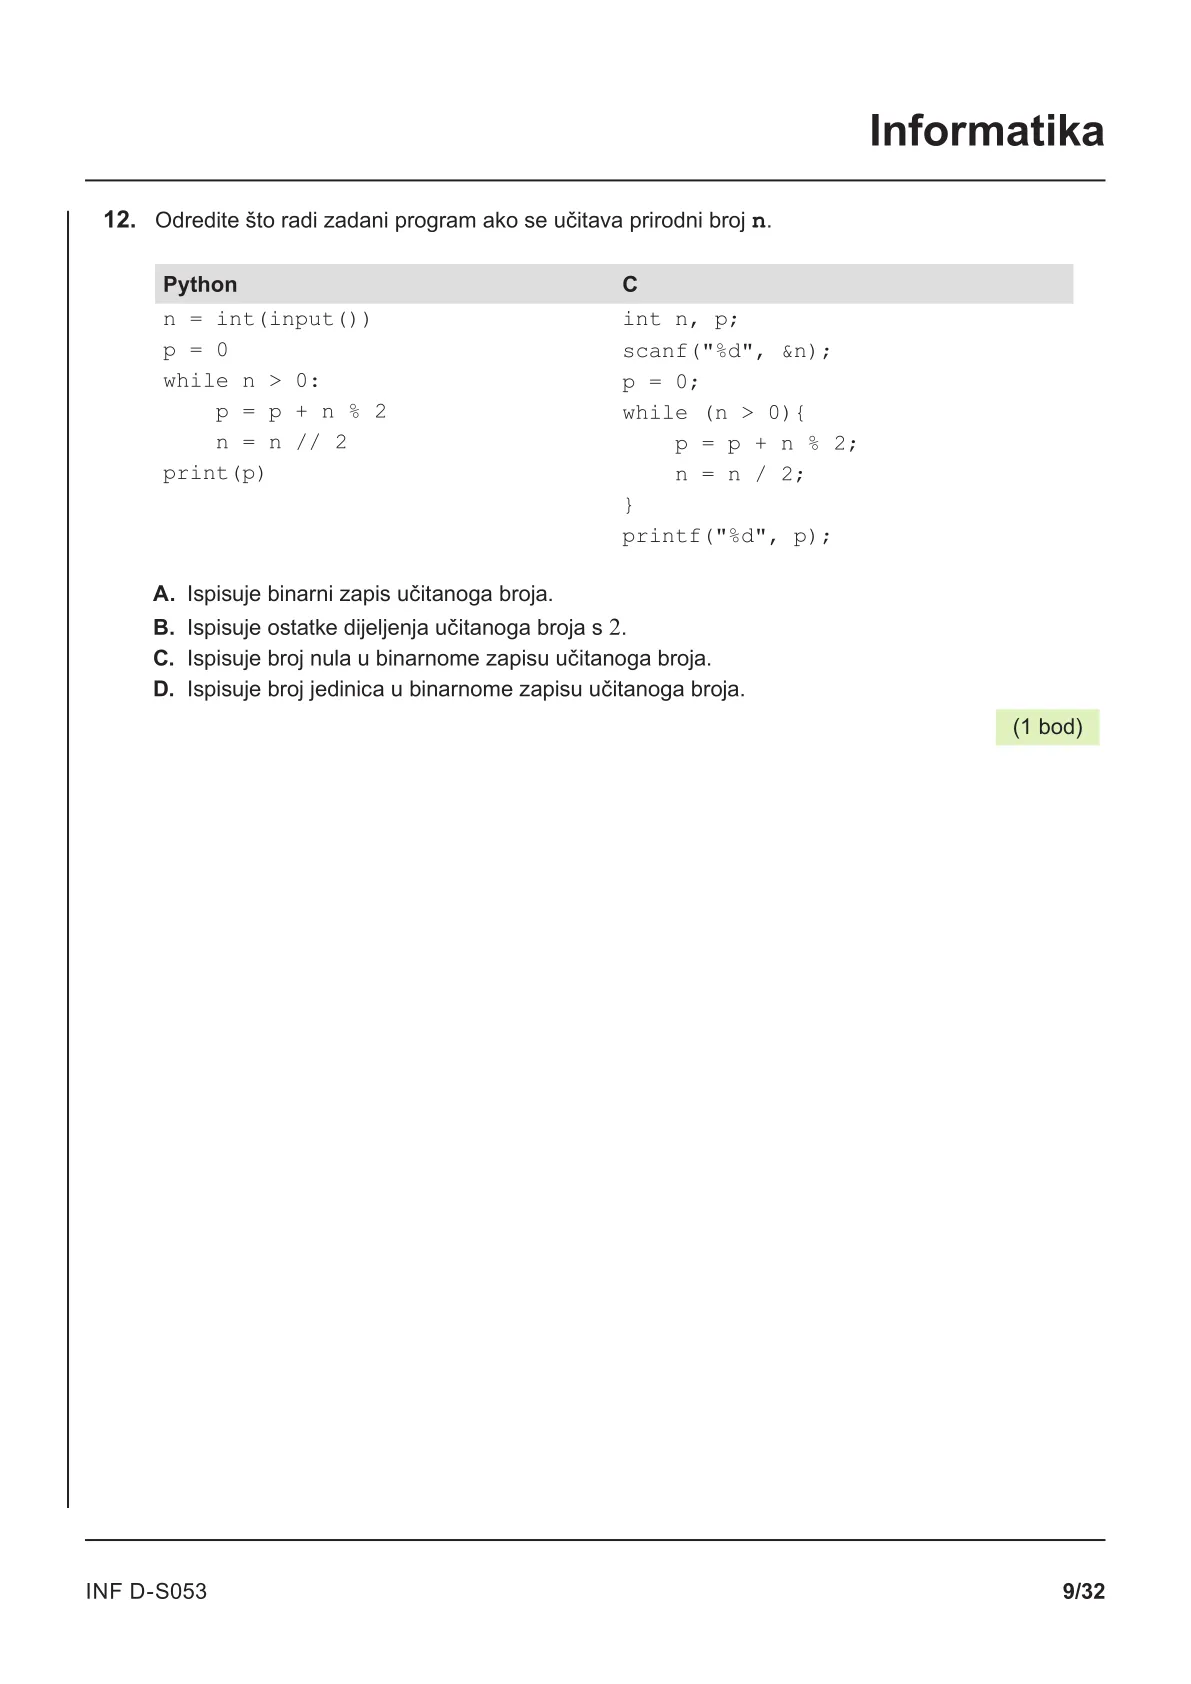 Informatika
12. Odredite što radi zadani program ako se učitava prirodni broj n.
Python C
n = int(input()) int n, p;
p = 0 scanf("%d", &n);
while n > 0: p = 0;
    p = p + n % 2 while (n > 0){
    n = n // 2     p = p + n % 2;
print(p)     n = n / 2;
}
printf("%d", p);
A. Ispisuje binarni zapis učitanoga broja.
B. Ispisuje ostatke dijeljenja učitanoga broja s 2.
C. Ispisuje broj nula u binarnome zapisu učitanoga broja.
D. Ispisuje broj jedinica u binarnome zapisu učitanoga broja.
(1 bod)
INF D-S053 9/32